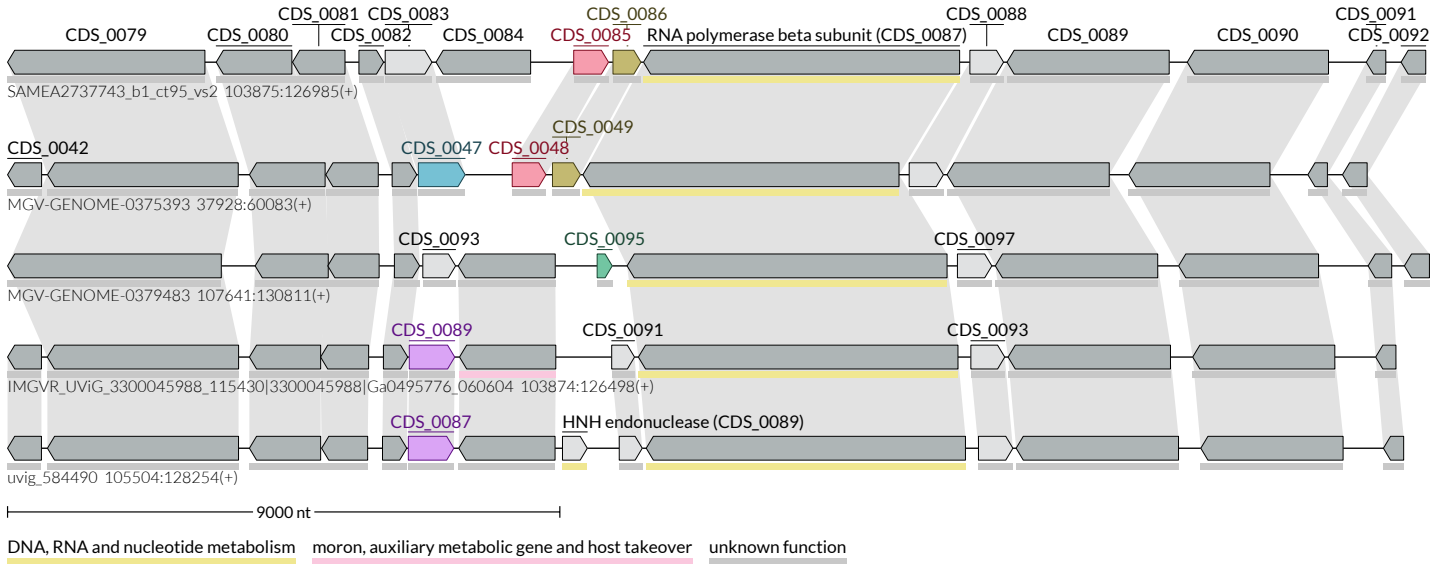 CDS_0081 CDS_0083 CDS_0086 CDS_0088 CDS_0091
CDS_0079 CDS_0080 CDS_0082 CDS_0084 CDS_0085 RNA polymerase beta subunit (CDS_0087) CDS_0089 CDS_0090 CDS_0092
SAMEA2737743_b1_ct95_vs2 103875:126985(+)
CDS_0049
CDS_0042 CDS_0047 CDS_0048
MGV-GENOME-0375393 37928:60083(+)
CDS_0093 CDS_0095 CDS_0097
MGV-GENOME-0379483 107641:130811(+)
CDS_0089 CDS_0091 CDS_0093
IMGVR_UViG_3300045988_115430|3300045988|Ga0495776_060604 103874:126498(+)
CDS_0087 HNH endonuclease (CDS_0089)
uvig_584490 105504:128254(+)
9000 nt
DNA, RNA and nucleotide metabolism moron, auxiliary metabolic gene and host takeover unknown function